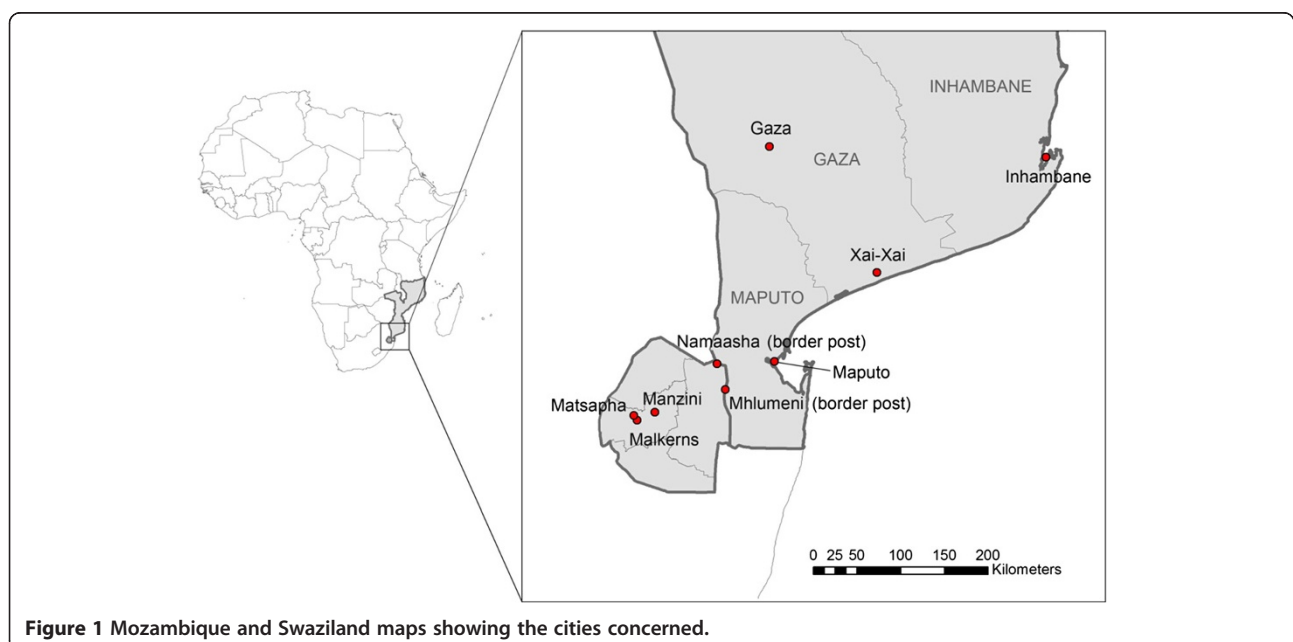 INHAMBANE
Gaza
GAZA
Inhambane
Xai-Xai
MAPUTO
Namaasha (border post)
Maputo
Matsapha
Manzini
Mhlumeni (border post)
Malkerns
0 25 50 100 150 200
Kilometers
Figure 1 Mozambique and Swaziland maps showing the cities concerned.